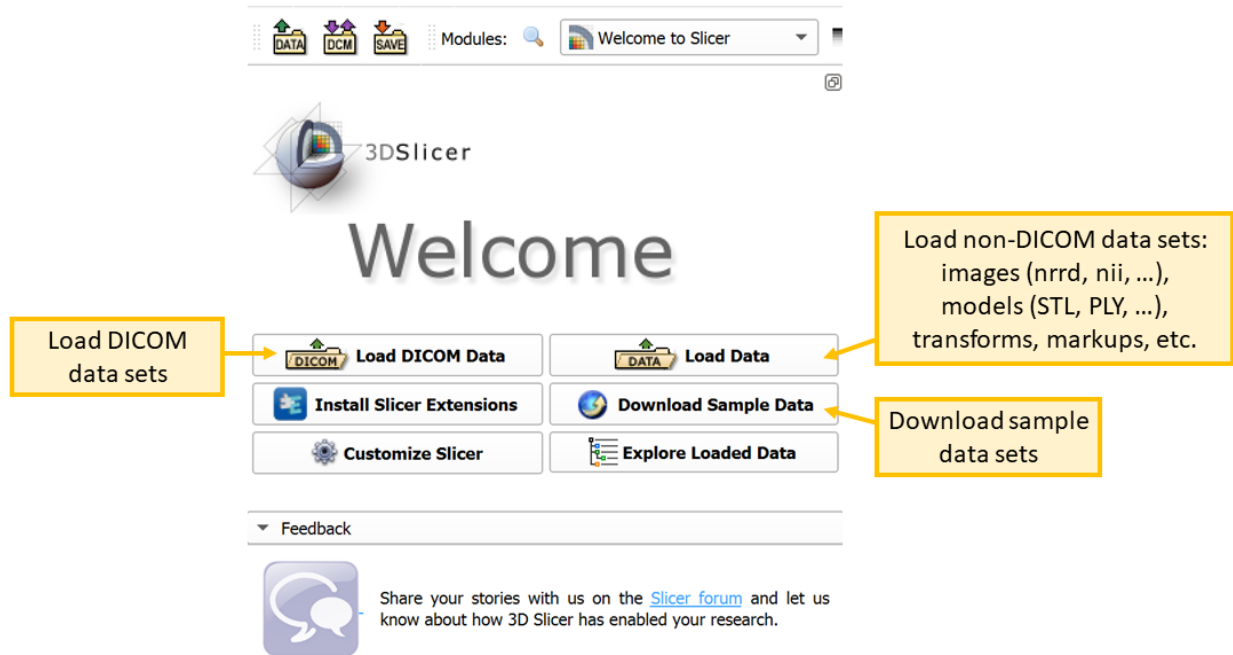 DATA DCM SAVE Modules: Welcome to Slicer
3DSlicer
Welcome
Load DICOM
data sets
DICOM Load DICOM Data
DATA Load Data
Install Slicer Extensions
Download Sample Data
Customize Slicer
Explore Loaded Data
Load non-DICOM data sets:
images (nrrd, nii, ...),
models (STL, PLY, ...),
transforms, markups, etc.
Download sample
data sets
Feedback
Share your stories with us on the Slicer forum and let us
know about how 3D Slicer has enabled your research.